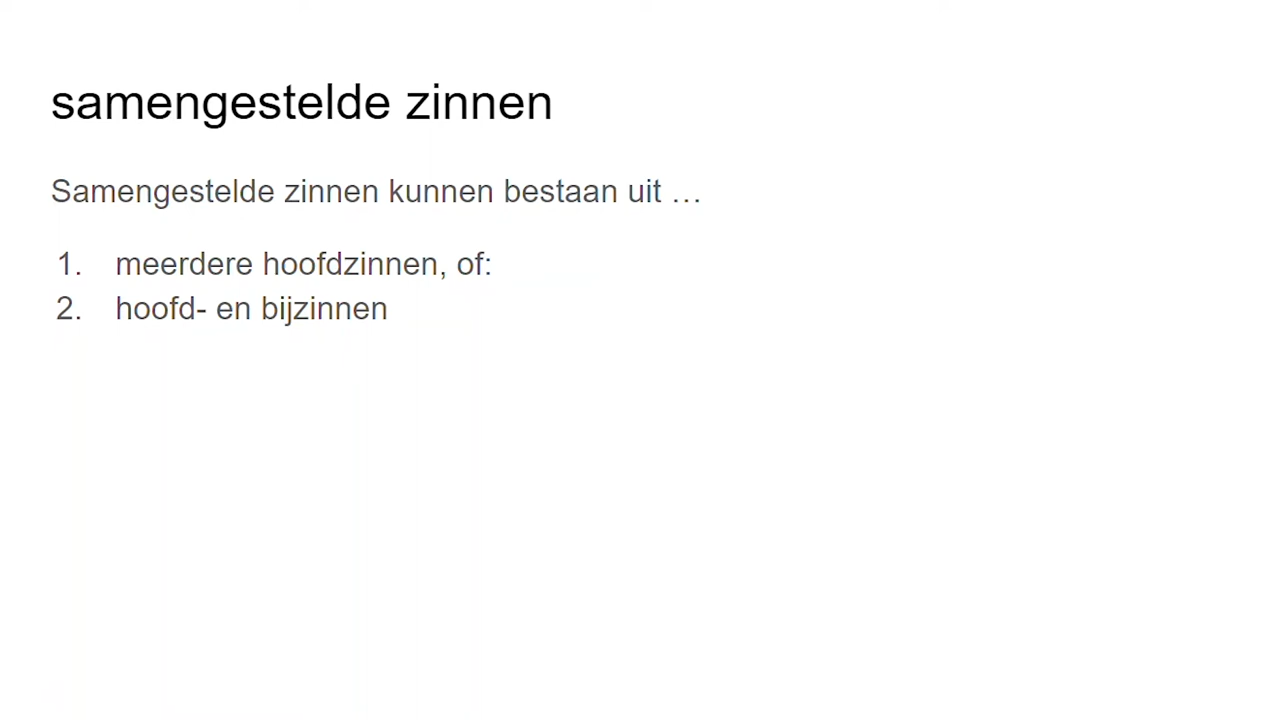 samengestelde zinnen
Samengestelde zinnen kunnen bestaan uit …
1. meerdere hoofdzinnen, of:
2. hoofd- en bijzinnen